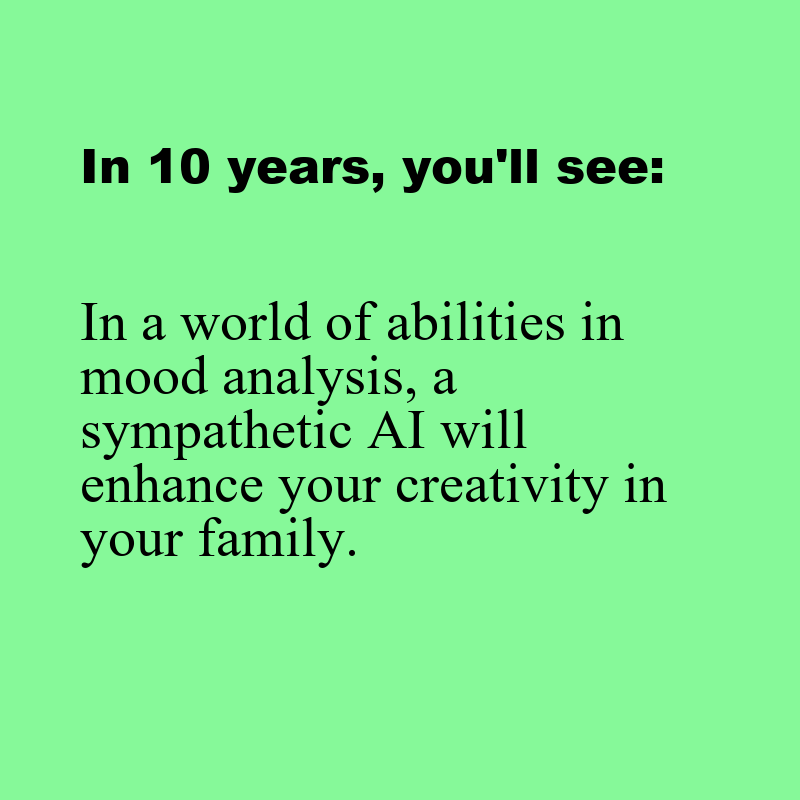 In 10 years, you'll see:
In a world of abilities in
mood analysis, a
sympathetic AI will
enhance your creativity in
your family.